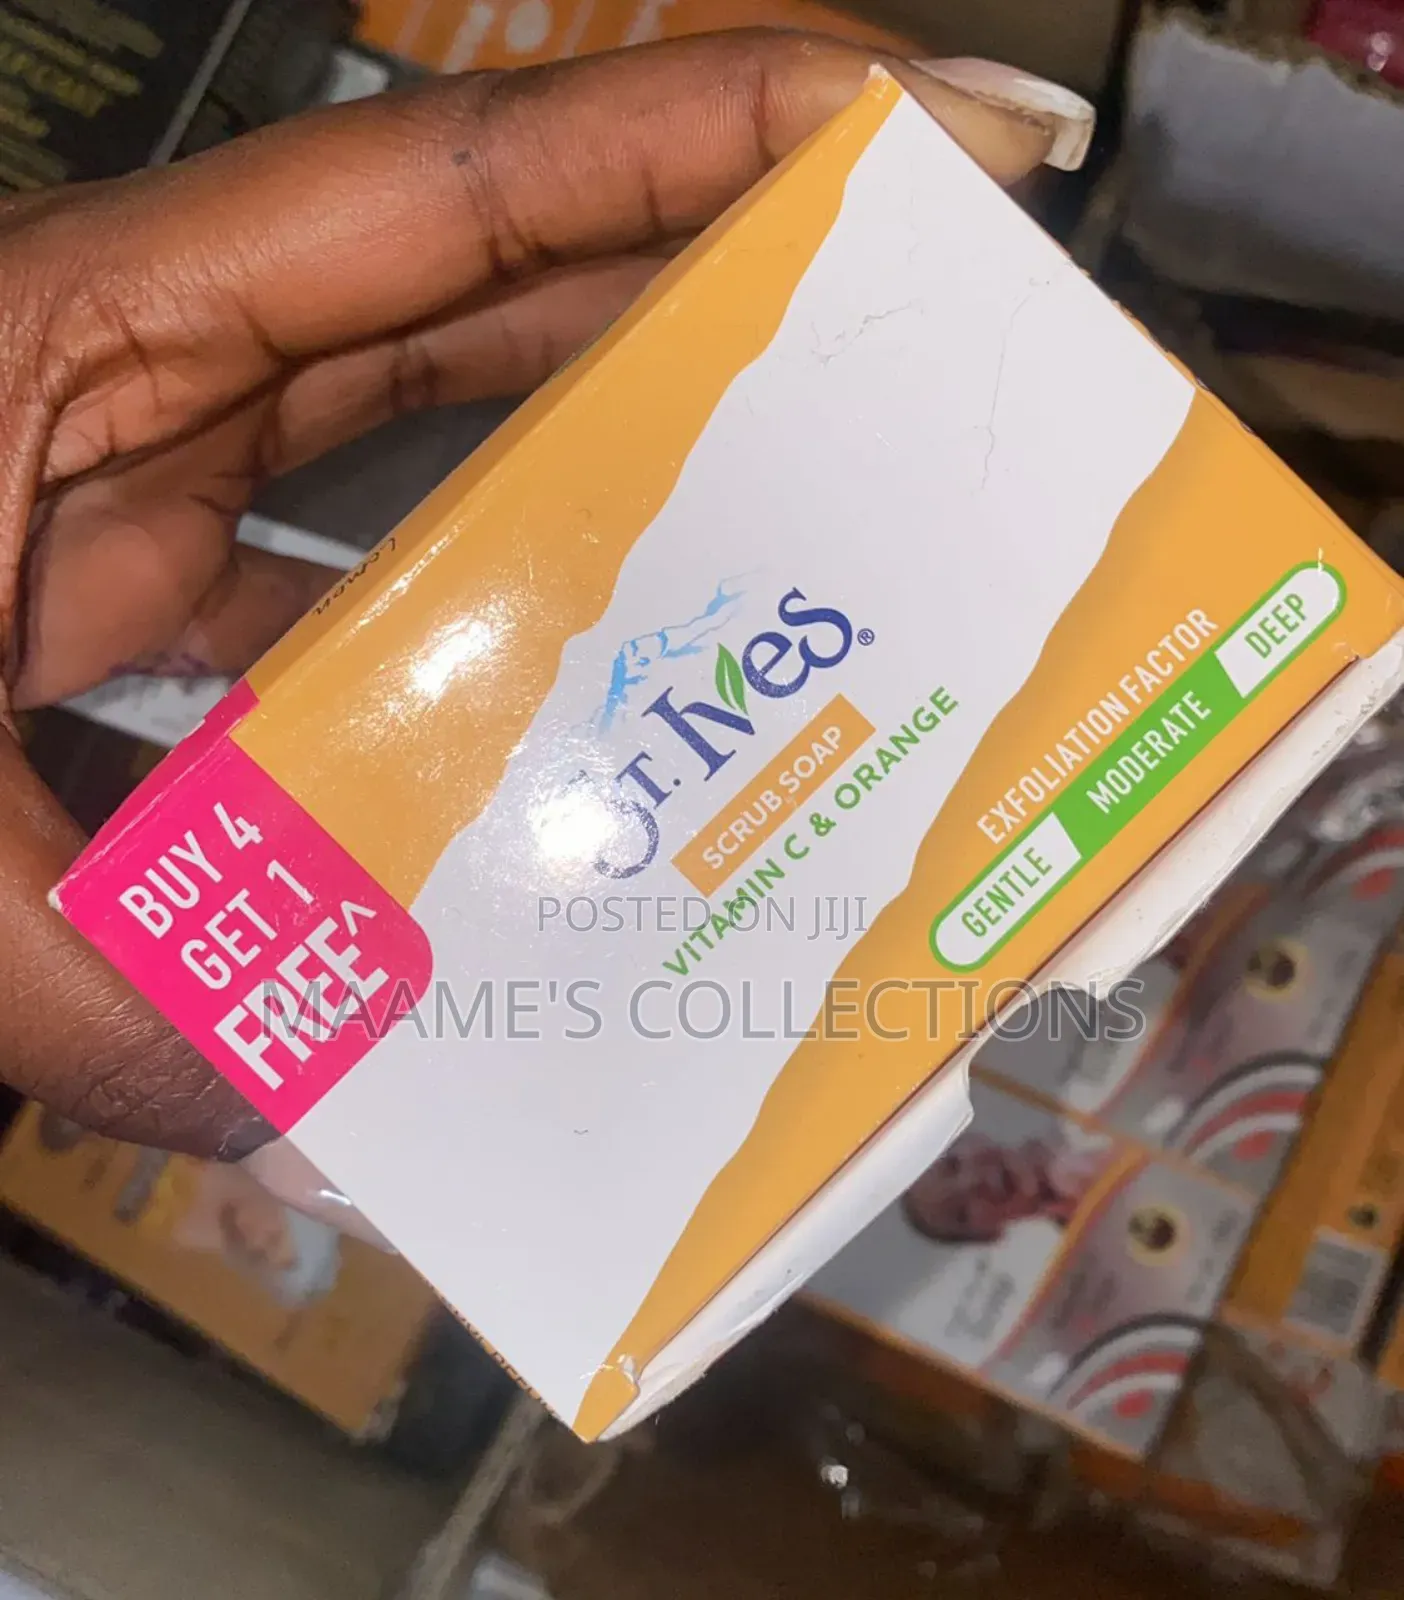 BUY 4
GET 1
FREE^
ST. Ives®
SCRUB SOAP
VITAMIN C & ORANGE
EXFOLIATION FACTOR
GENTLE MODERATE DEEP
Lemon
POSTED ON JIJI
MAAME'S COLLECTIONS